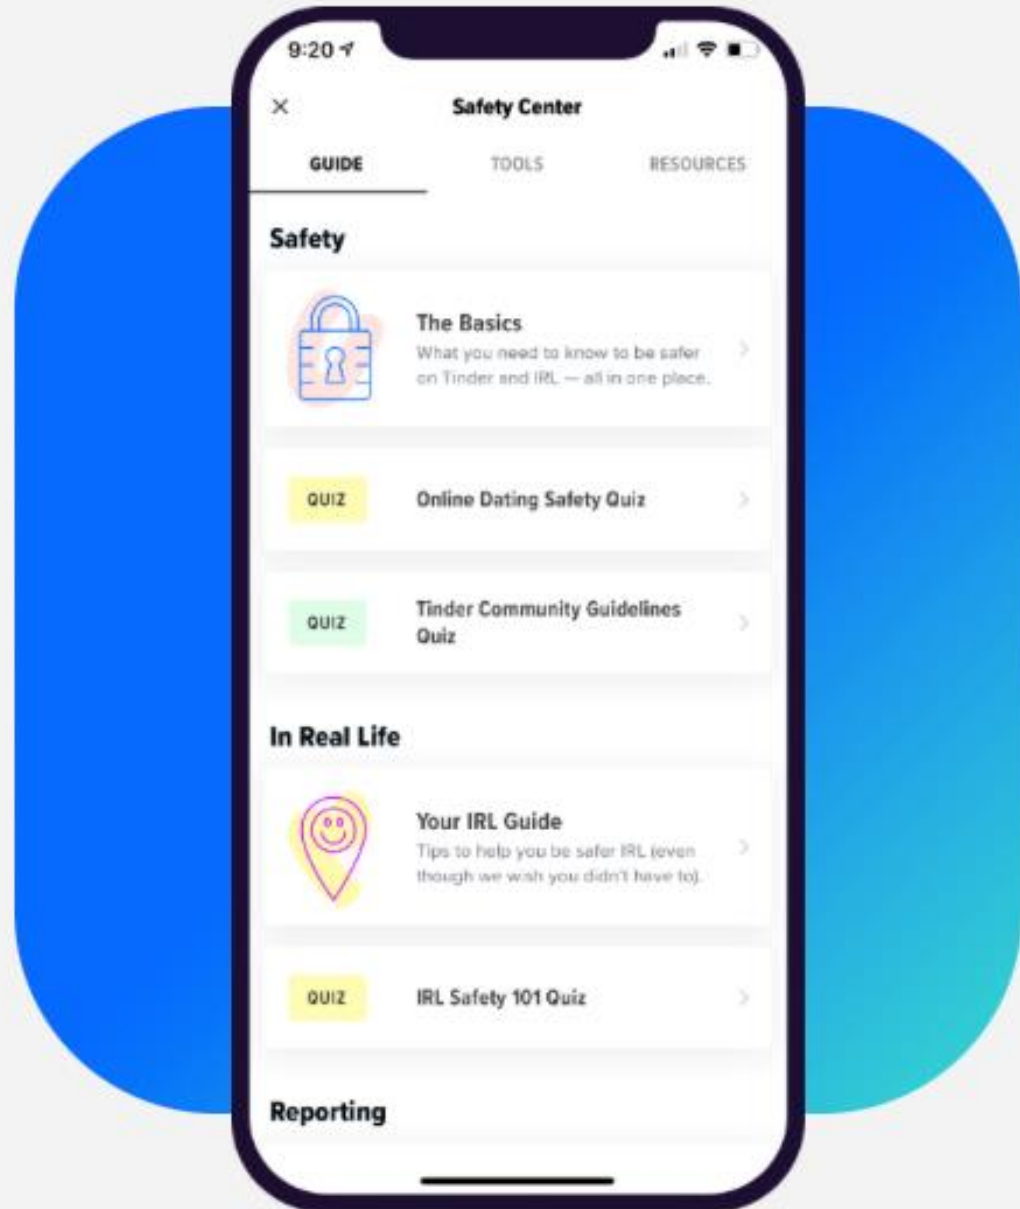 9:20
Safety Center
GUIDE TOOLS RESOURCES
Safety
The Basics
What you need to know to be safer
on Tinder and IRL — all in one place.
QUIZ Online Dating Safety Quiz
QUIZ Tinder Community Guidelines
Quiz
In Real Life
Your IRL Guide
Tips to help you be safer IRL (even
though we wish you didn't have to).
QUIZ IRL Safety 101 Quiz
Reporting